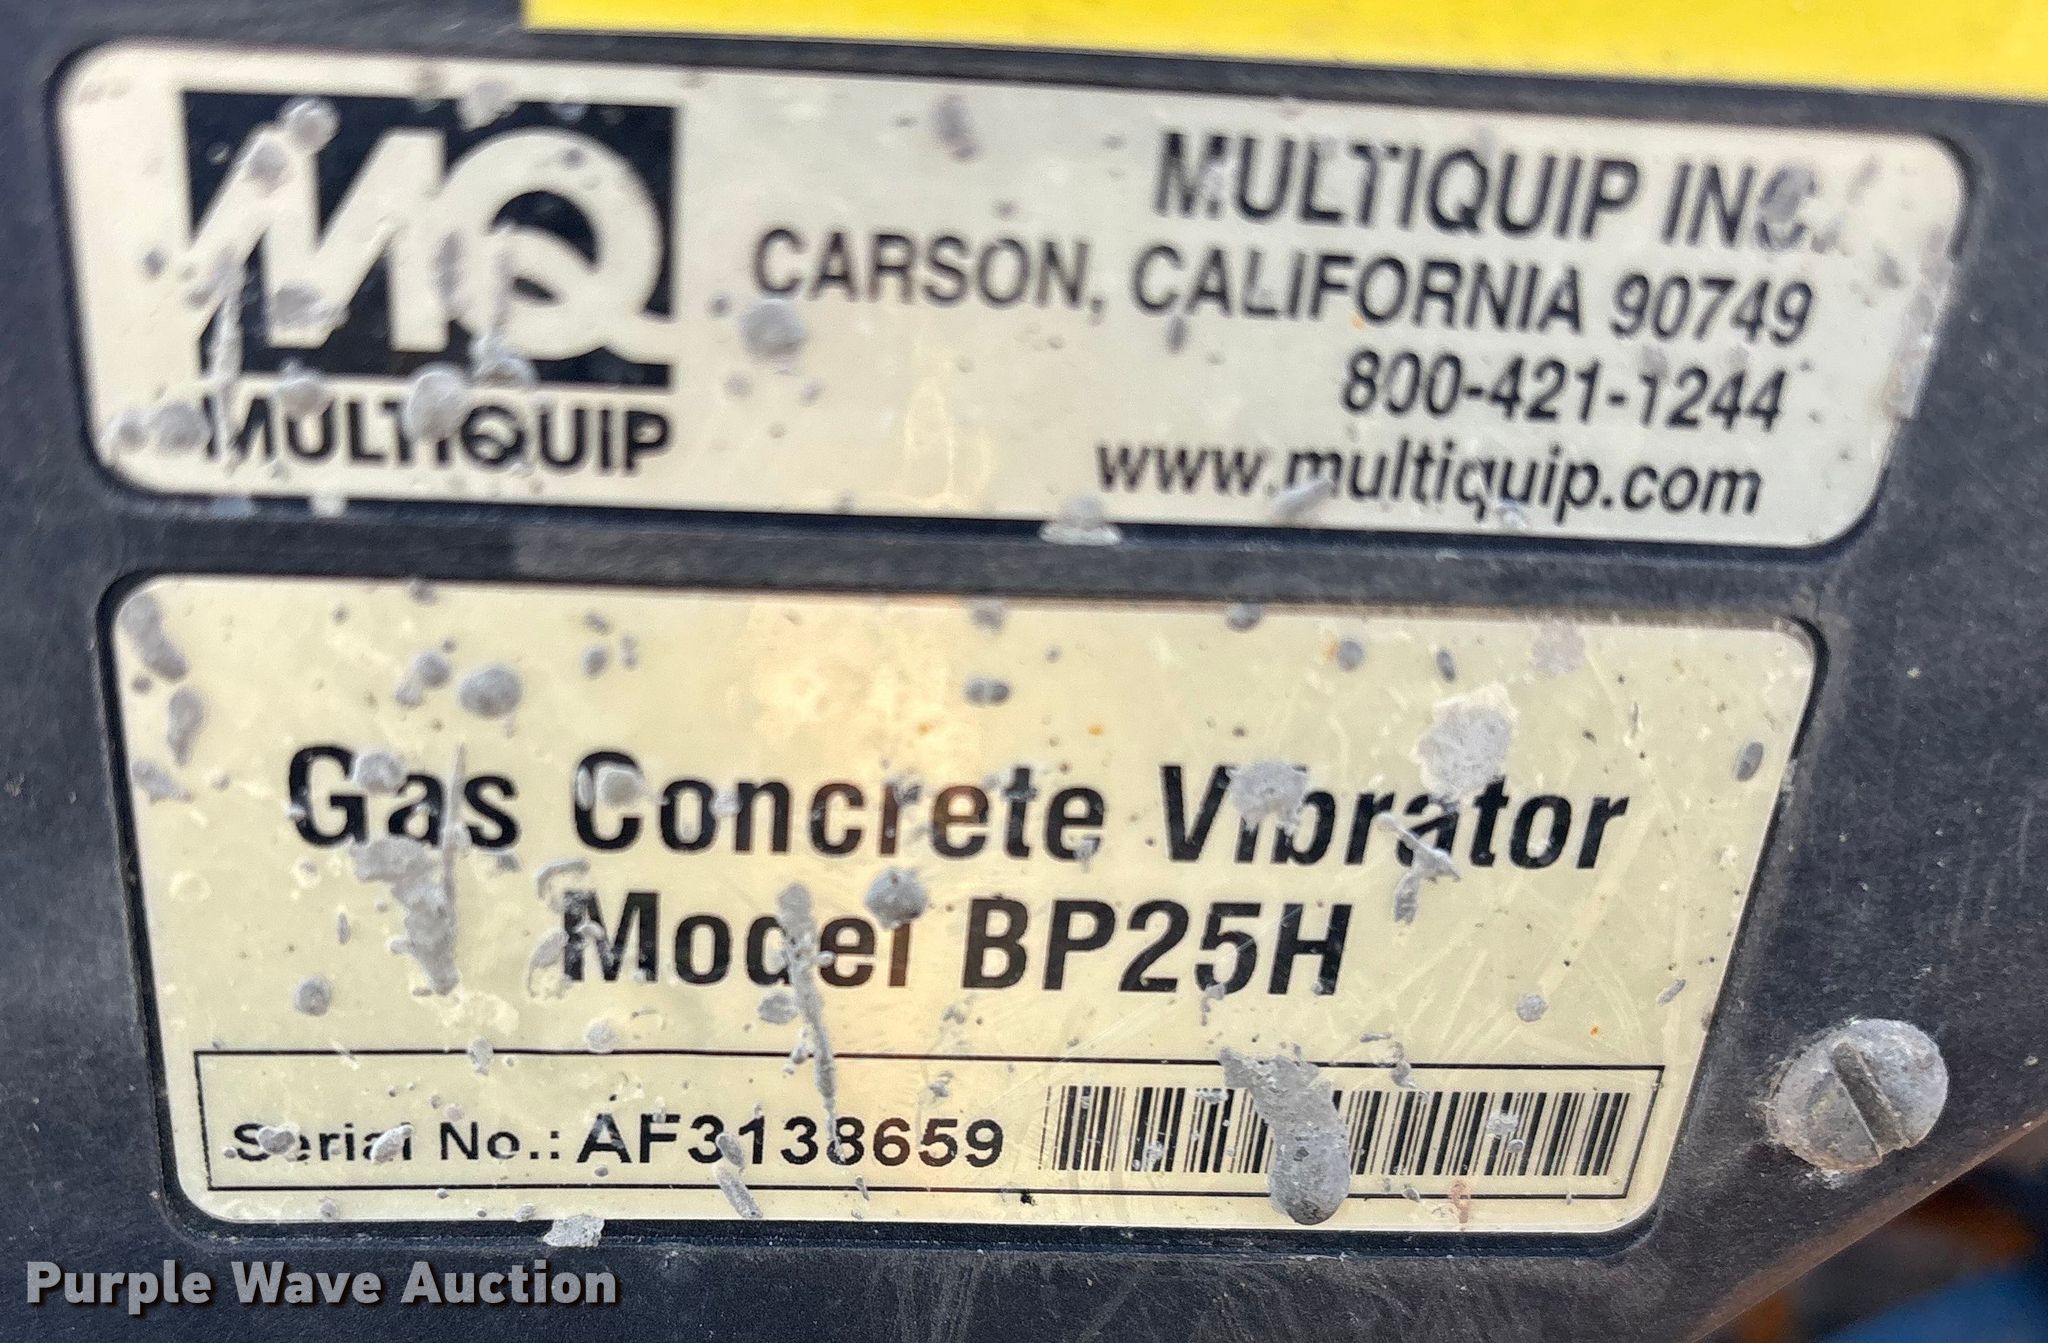 MQ
MULTIQUIP
MULTIQUIP INC.
CARSON, CALIFORNIA 90749
800-421-1244
www.multiquip.com
Gas Concrete Vibrator
Model BP25H
Serial No.: AF3138659
Purple Wave Auction